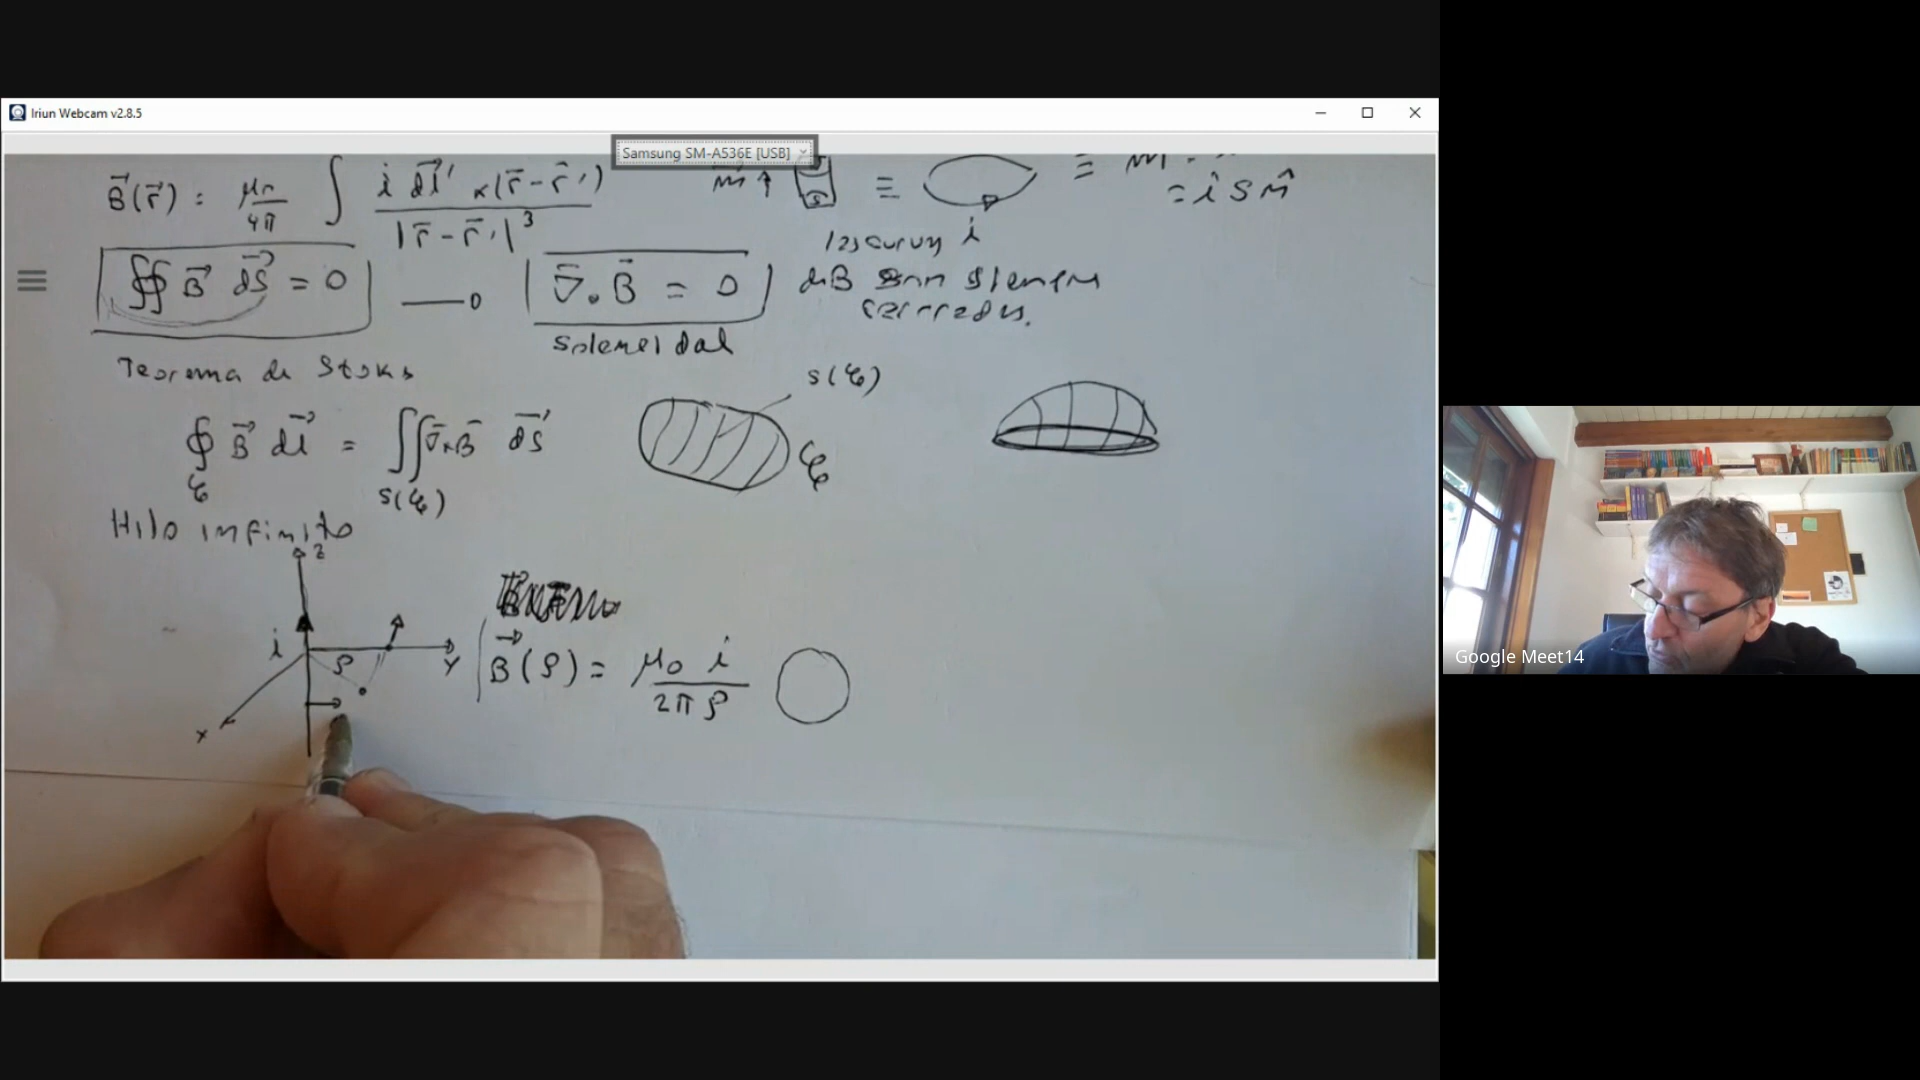 Iriun Webcam v2.8.5
Samsung SM-A536E [USB]
B⃗(r̄) : μ₀/4π ∫ i dl⃗' x(r̄ - r̄') / |r̄ - r̄'|³
m ↑ ≡ i ≡ m
= i S n̂
∯ B⃗ dS⃗ = 0 —o ∇̄ . B̄ = 0
solenoidal
cerradas.
Teorema de Stoks
s(φ)
∮ B⃗ dl⃗ = ∬ ∇̄xB̄ dS⃗
Hilo infinito
z
i ρ y
x
B⃗(ρ) = μ₀ i / 2π ρ
Google Meet14